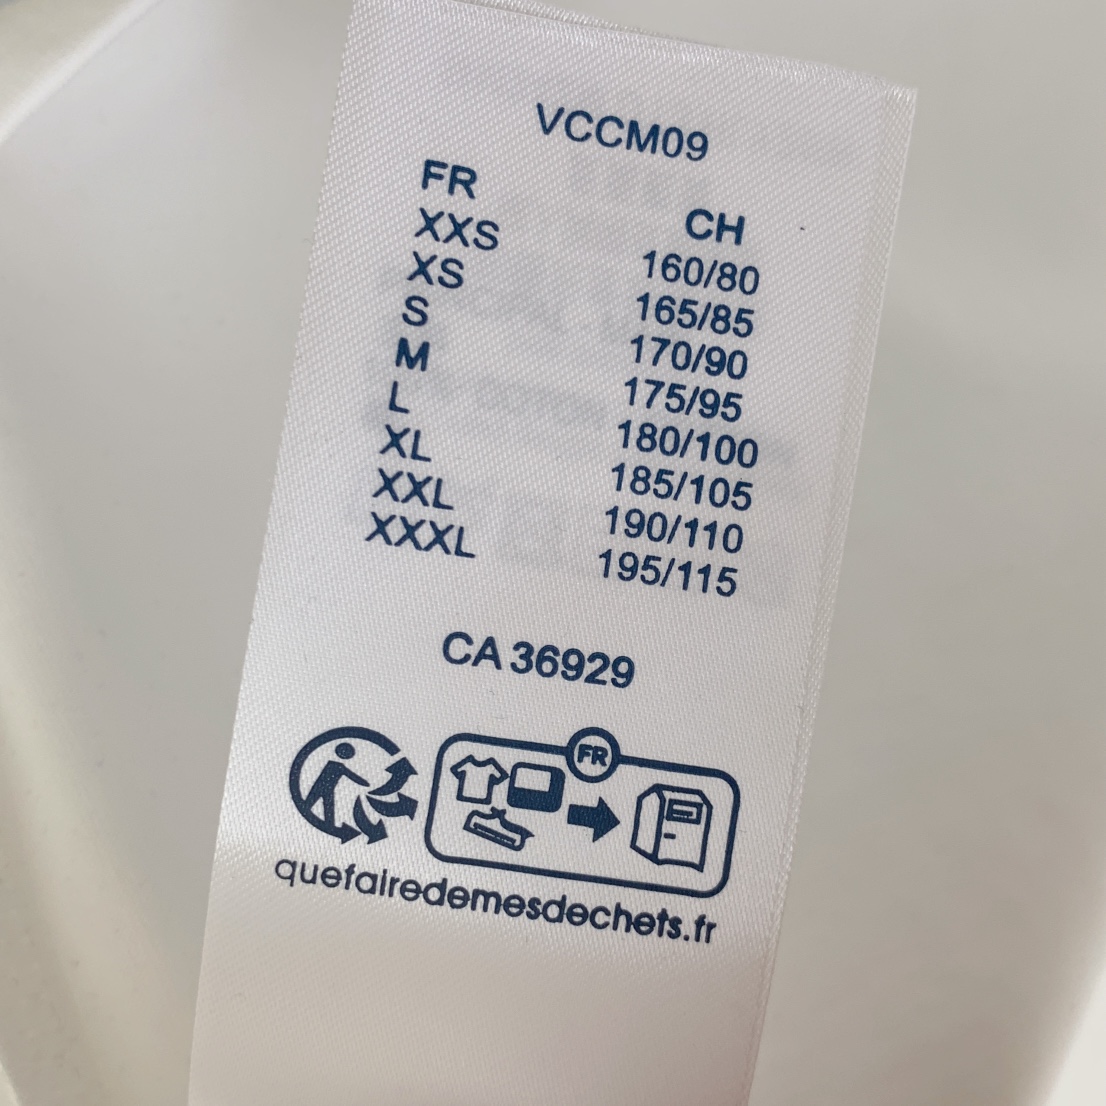 VCCM09
FR CH
XXS 160/80
XS 165/85
S 170/90
M 175/95
L 180/100
XL 185/105
XXL 190/110
XXXL 195/115
CA 36929
FR
quefairedemesdechets.fr